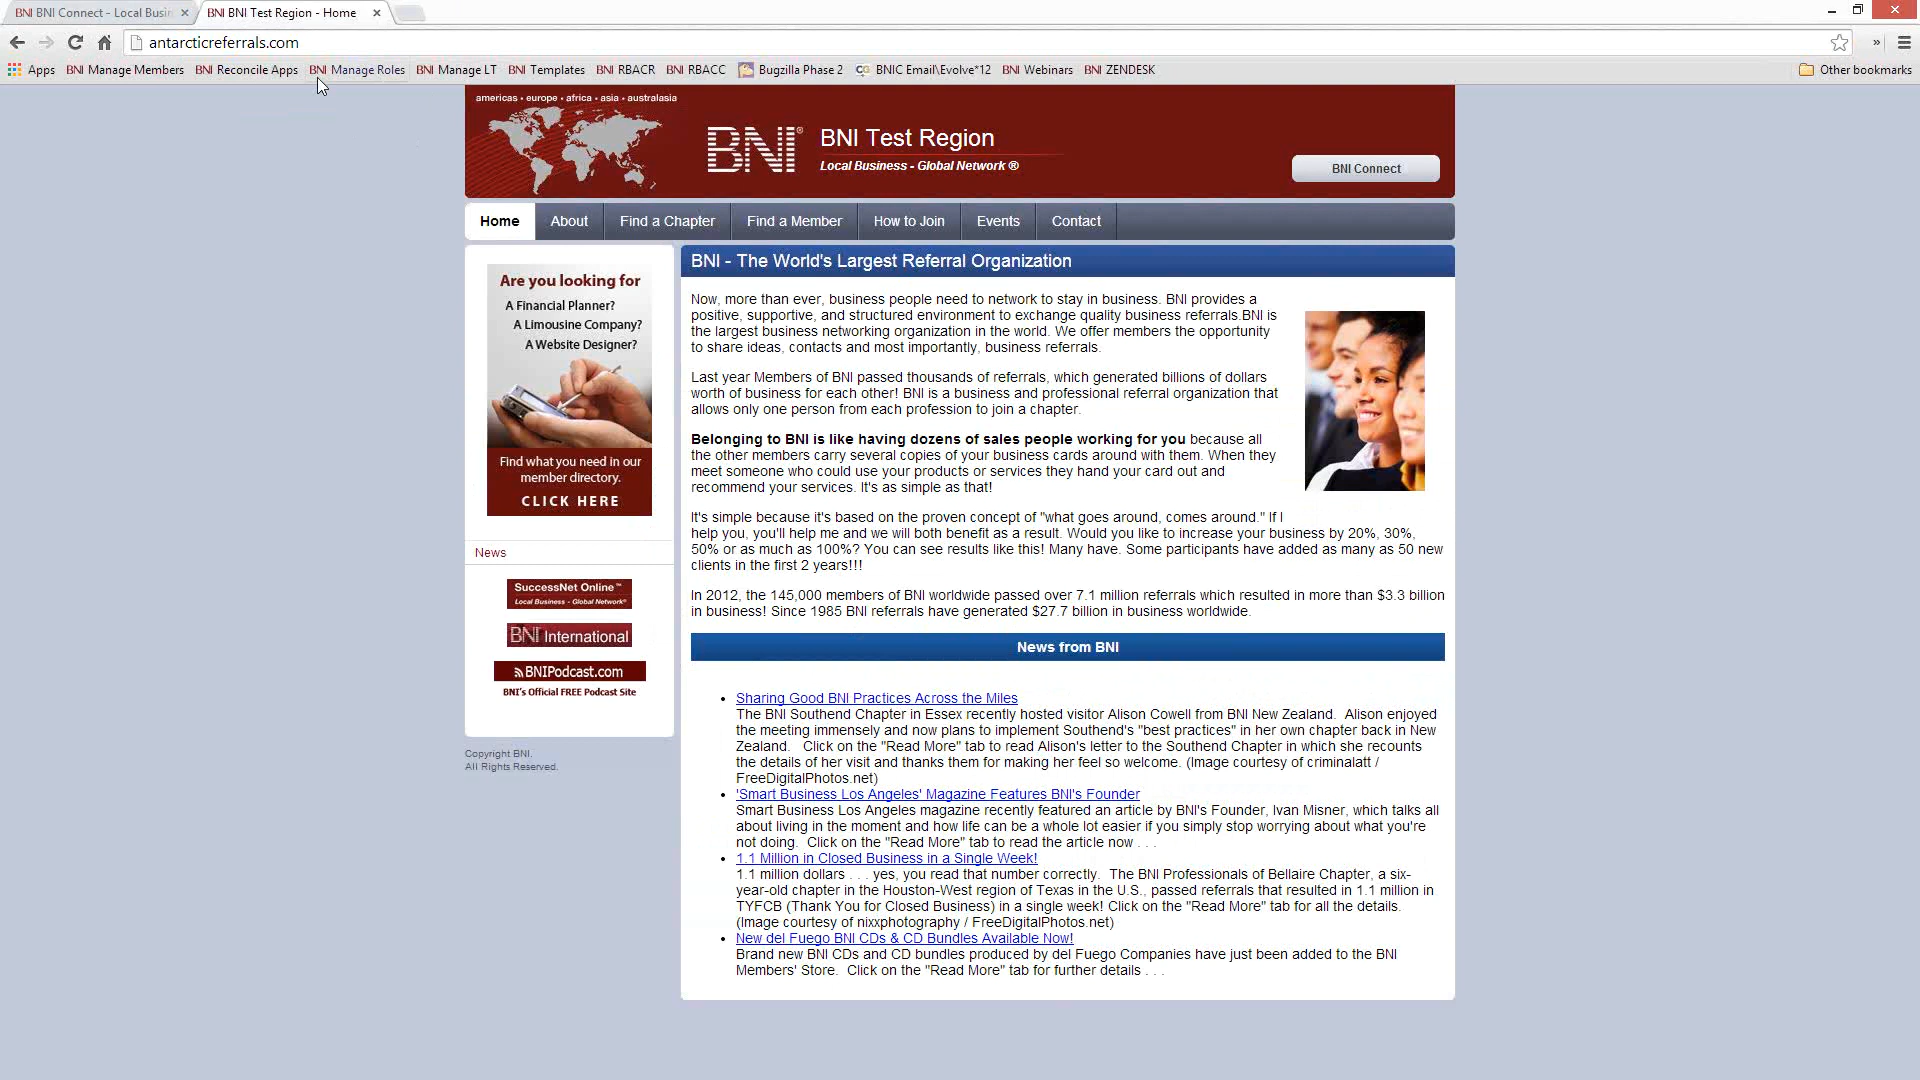 BNI BNI Connect - Local Busin
BNI BNI Test Region - Home
antarcticreferrals.com
Apps
BNI Manage Members
BNI Reconcile Apps
BNI Manage Roles
BNI Manage LT
BNI Templates
BNI RBACR
BNI RBACC
Bugzilla Phase 2
CG BNIC Email\Evolve*12
BNI Webinars
BNI ZENDESK
Other bookmarks
americas • europe • africa • asia • australasia
BNI®
BNI Test Region
Local Business - Global Network ®
BNI Connect
Home
About
Find a Chapter
Find a Member
How to Join
Events
Contact
Are you looking for
A Financial Planner?
A Limousine Company?
A Website Designer?
Find what you need in our
member directory.
CLICK HERE
News
SuccessNet Online™
Local Business - Global Network®
BNI International
BNIPodcast.com
BNI's Official FREE Podcast Site
Copyright BNI.
All Rights Reserved.
BNI - The World's Largest Referral Organization
Now, more than ever, business people need to network to stay in business. BNI provides a
positive, supportive, and structured environment to exchange quality business referrals.BNI is
the largest business networking organization in the world. We offer members the opportunity
to share ideas, contacts and most importantly, business referrals.
Last year Members of BNI passed thousands of referrals, which generated billions of dollars
worth of business for each other! BNI is a business and professional referral organization that
allows only one person from each profession to join a chapter.
Belonging to BNI is like having dozens of sales people working for you because all
the other members carry several copies of your business cards around with them. When they
meet someone who could use your products or services they hand your card out and
recommend your services. It's as simple as that!
It's simple because it's based on the proven concept of "what goes around, comes around." If I
help you, you'll help me and we will both benefit as a result. Would you like to increase your business by 20%, 30%,
50% or as much as 100%? You can see results like this! Many have. Some participants have added as many as 50 new
clients in the first 2 years!!!
In 2012, the 145,000 members of BNI worldwide passed over 7.1 million referrals which resulted in more than $3.3 billion
in business! Since 1985 BNI referrals have generated $27.7 billion in business worldwide.
News from BNI
• Sharing Good BNI Practices Across the Miles
The BNI Southend Chapter in Essex recently hosted visitor Alison Cowell from BNI New Zealand. Alison enjoyed
the meeting immensely and now plans to implement Southend's "best practices" in her own chapter back in New
Zealand. Click on the "Read More" tab to read Alison's letter to the Southend Chapter in which she recounts
the details of her visit and thanks them for making her feel so welcome. (Image courtesy of criminalatt /
FreeDigitalPhotos.net)
• 'Smart Business Los Angeles' Magazine Features BNI's Founder
Smart Business Los Angeles magazine recently featured an article by BNI's Founder, Ivan Misner, which talks all
about living in the moment and how life can be a whole lot easier if you simply stop worrying about what you're
not doing. Click on the "Read More" tab to read the article now . . .
• 1.1 Million in Closed Business in a Single Week!
1.1 million dollars . . . yes, you read that number correctly. The BNI Professionals of Bellaire Chapter, a six-
year-old chapter in the Houston-West region of Texas in the U.S., passed referrals that resulted in 1.1 million in
TYFCB (Thank You for Closed Business) in a single week! Click on the "Read More" tab for all the details.
(Image courtesy of nixxphotography / FreeDigitalPhotos.net)
• New del Fuego BNI CDs & CD Bundles Available Now!
Brand new BNI CDs and CD bundles produced by del Fuego Companies have just been added to the BNI
Members' Store. Click on the "Read More" tab for further details . . .